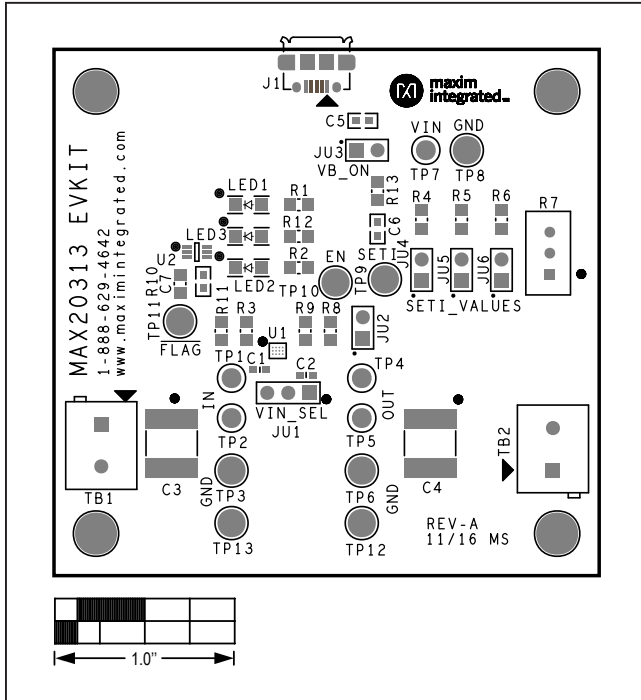 J1
maxim
integrated™
C5
VIN
GND
JU3
VB_ON
TP7
TP8
LED1
R1
R13
R4
R5
R6
R7
LED3
R12
C6
U2
R2
EN
SETI
JU4
JU5
JU6
LED2
R10
C7
TP10
TP9
SETI_VALUES
TP11
FLAG
R11
R3
R9
R8
JU2
U1
TP1
C1
C2
TP4
IN
VIN_SEL
JU1
OUT
TP2
TP5
TB1
C3
GND
TP3
TP6
GND
C4
TB2
TP13
TP12
REV-A
11/16 MS
MAX20313 EVKIT
1-888-629-4642
www.maximintegrated.com
1.0”